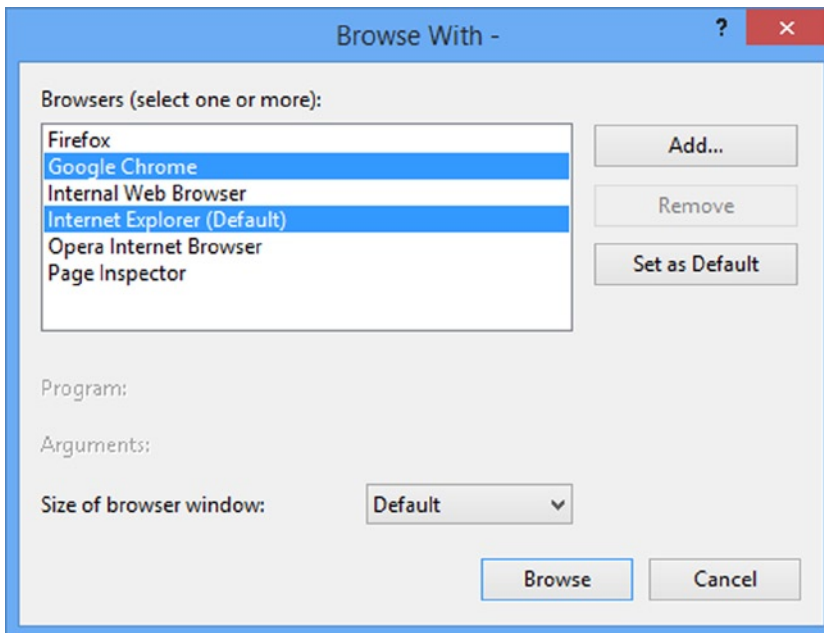 Browse With -
?
Browsers (select one or more):
Firefox
Google Chrome
Internal Web Browser
Internet Explorer (Default)
Opera Internet Browser
Page Inspector
Add...
Remove
Set as Default
Program:
Arguments:
Size of browser window:
Default
Browse
Cancel